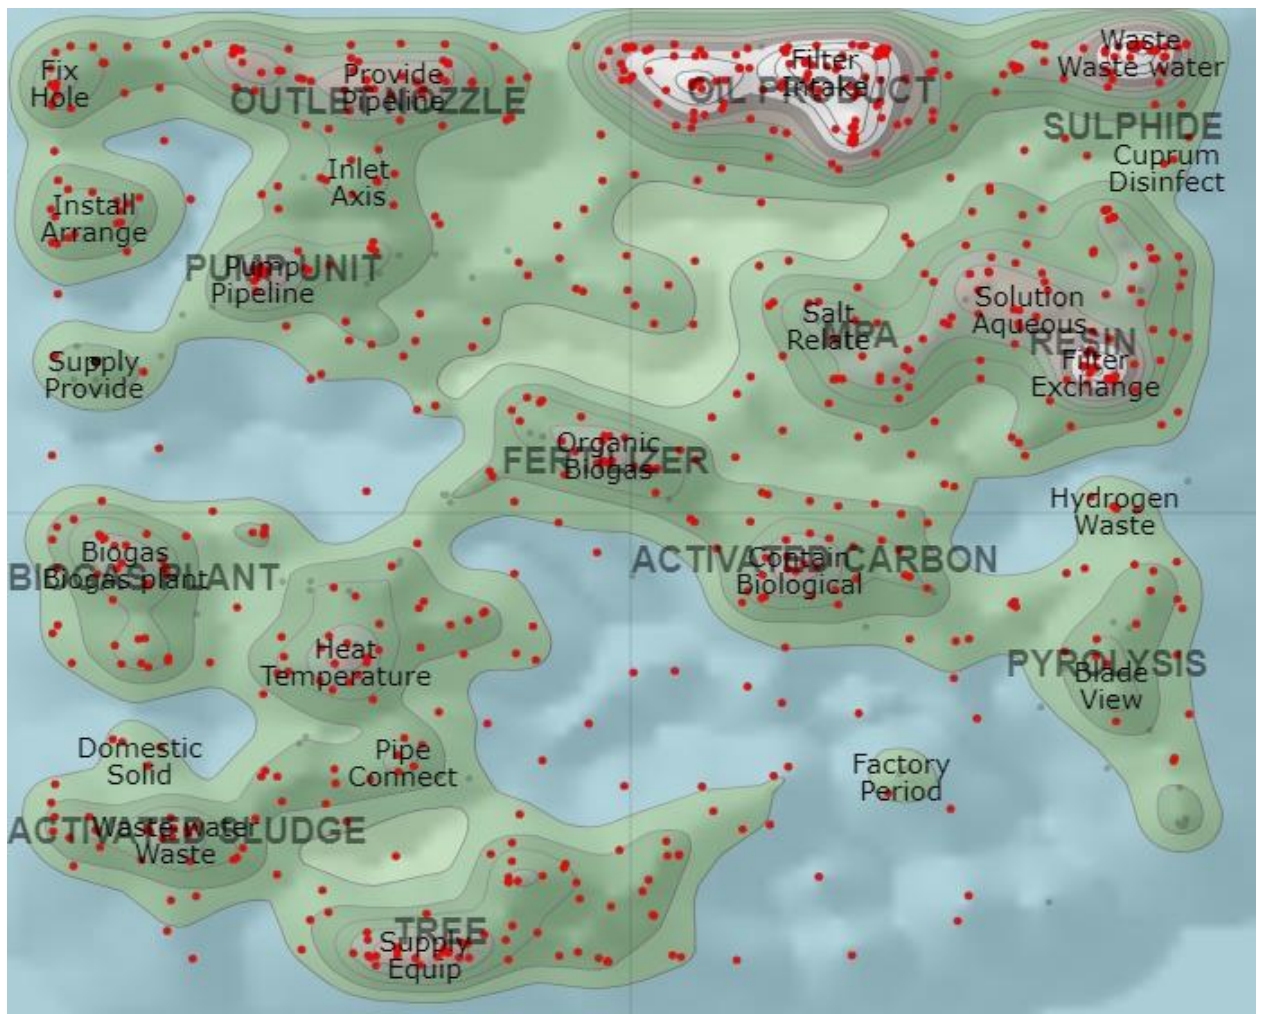 Waste
Waste water
Fix
Hole
Provide
Pipeline
OUTLET NOZZLE
Filter
Intake
OIL PRODUCT
SULPHIDE
Cuprum
Disinfect
Inlet
Axis
Install
Arrange
PUMP UNIT
Pump
Pipeline
Solution
Aqueous
Salt
Relate
MPA
RESIN
Filter
Exchange
Supply
Provide
Organic
Biogas
FERTILIZER
Hydrogen
Waste
Biogas
Biogas plant
BIOGAS PLANT
ACTIVATED CARBON
Contain
Biological
Heat
Temperature
PYROLYSIS
Blade
View
Domestic
Solid
Pipe
Connect
Factory
Period
ACTIVATED SLUDGE
Waste water
Waste
TREE
Supply
Equip